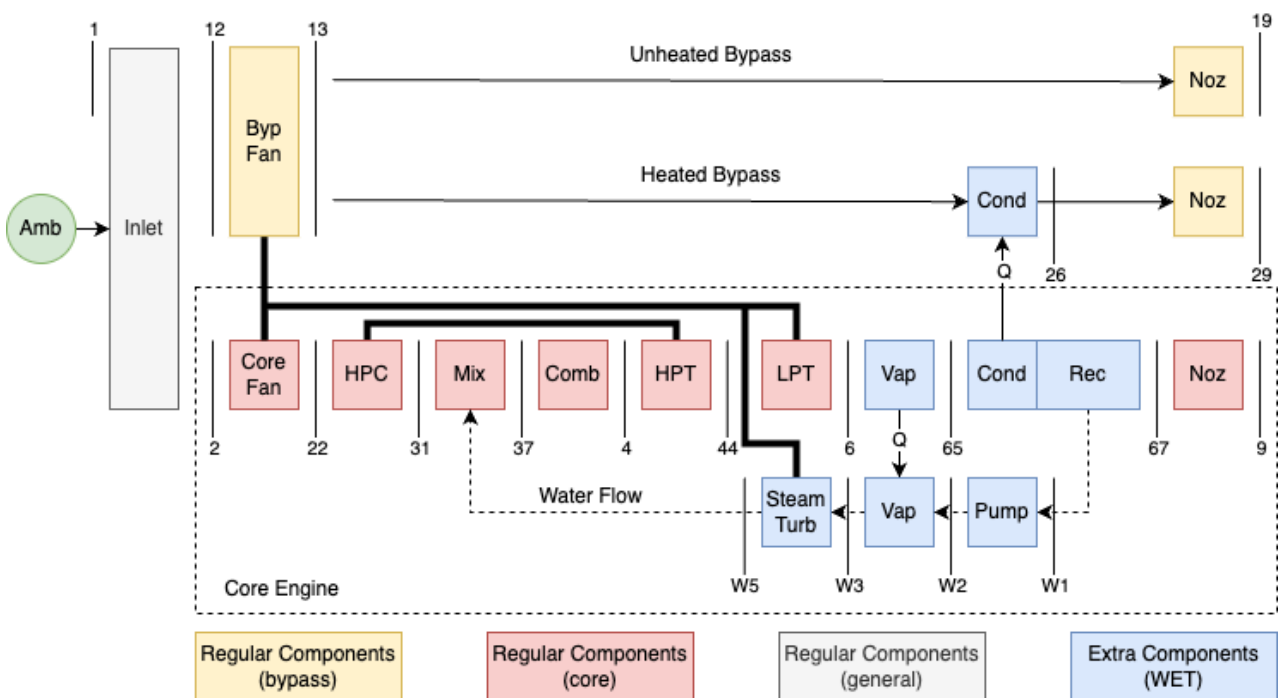 1
12
13
19
Unheated Bypass
Noz
Byp
Fan
Heated Bypass
Amb
Inlet
Cond
Noz
Q
26
29
Core
Fan
HPC
Mix
Comb
HPT
LPT
Vap
Cond
Rec
Noz
2
22
31
37
4
44
6
Q
65
67
9
Water Flow
Steam
Turb
Vap
Pump
W5
W3
W2
W1
Core Engine
Regular Components
(bypass)
Regular Components
(core)
Regular Components
(general)
Extra Components
(WET)